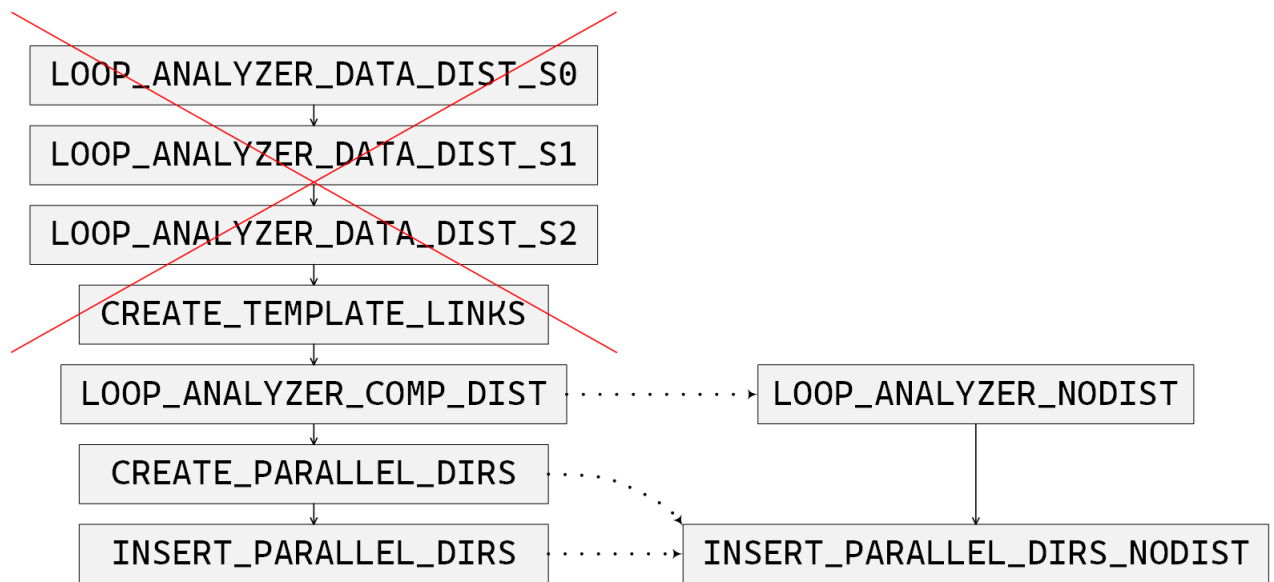 LOOP_ANALYZER_DATA_DIST_S0
LOOP_ANALYZER_DATA_DIST_S1
LOOP_ANALYZER_DATA_DIST_S2
CREATE_TEMPLATE_LINKS
LOOP_ANALYZER_COMP_DIST
LOOP_ANALYZER_NODIST
CREATE_PARALLEL_DIRS
INSERT_PARALLEL_DIRS
INSERT_PARALLEL_DIRS_NODIST